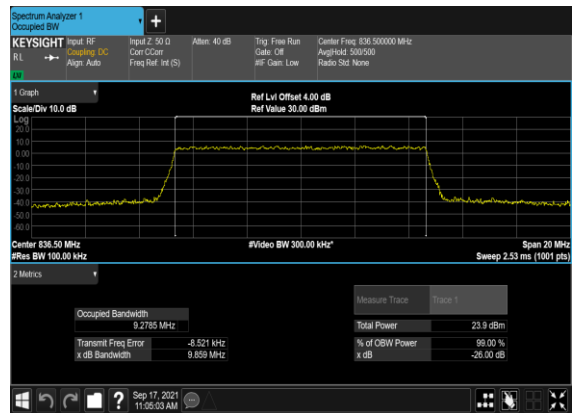 Spectrum Analyzer 1
Occupied BW
KEYSIGHT Input: RF Input Z: 50 Ω Atten: 40 dB Trig: Free Run Center Freq: 836.500000 MHz
Coupling: DC Corr CCorr Gate: Off Avg|Hold: 500/500
R L Align: Auto Freq Ref: Int (S) #IF Gain: Low Radio Std: None
LW
1 Graph
Ref Lvl Offset 4.00 dB
Scale/Div 10.0 dB Ref Value 30.00 dBm
Log
20.0
10.0
0.00
-10.0
-20.0
-30.0
-40.0
-50.0
-60.0
Center 836.50 MHz #Video BW 300.00 kHz* Span 20 MHz
#Res BW 100.00 kHz Sweep 2.53 ms (1001 pts)
2 Metrics
Measure Trace Trace 1
Occupied Bandwidth
9.2785 MHz Total Power 23.9 dBm
Transmit Freq Error -8.521 kHz % of OBW Power 99.00 %
x dB Bandwidth 9.859 MHz x dB -26.00 dB
? Sep 17, 2021
11:05:03 AM